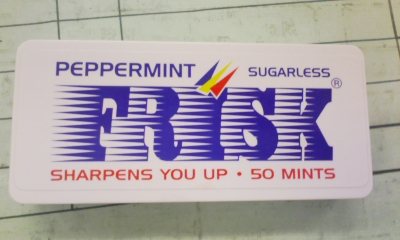 PEPPERMINT SUGARLESS
FRISK®
SHARPENS YOU UP • 50 MINTS